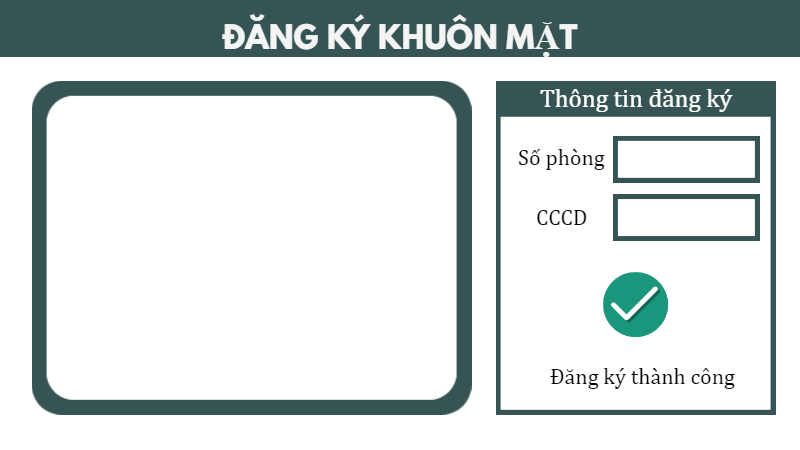 ĐĂNG KÝ KHUÔN MẶT
Thông tin đăng ký
Số phòng
CCCD
Đăng ký thành công